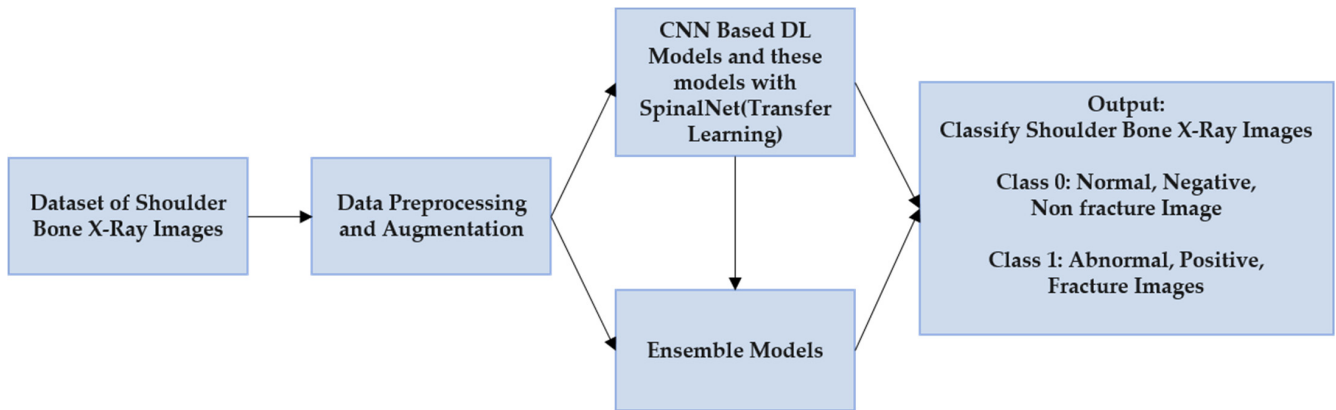 Dataset of Shoulder
Bone X-Ray Images
Data Preprocessing
and Augmentation
CNN Based DL
Models and these
models with
SpinalNet(Transfer
Learning)
Ensemble Models
Output:
Classify Shoulder Bone X-Ray Images
Class 0: Normal, Negative,
Non fracture Image
Class 1: Abnormal, Positive,
Fracture Images